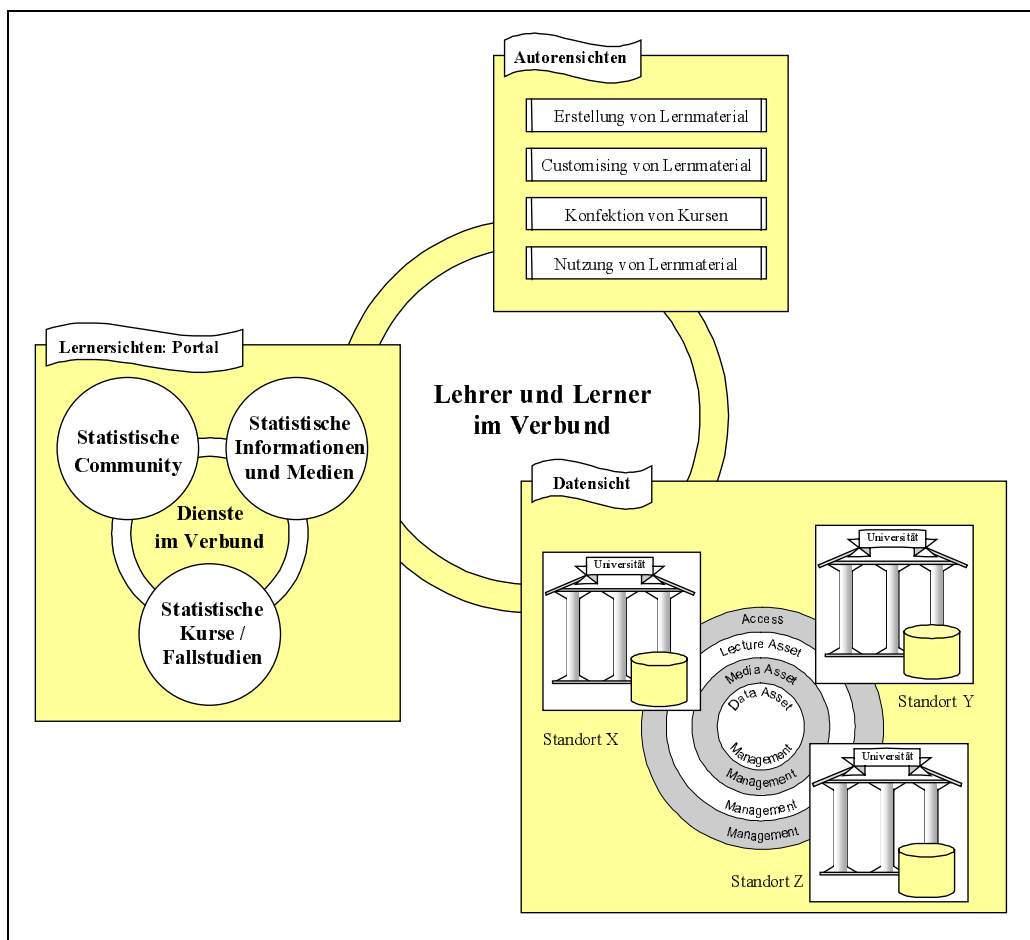 Autorensichten
Erstellung von Lernmaterial
Customising von Lernmaterial
Konfektion von Kursen
Nutzung von Lernmaterial
Lernersichten: Portal
Statistische
Community
Statistische
Informationen
und Medien
Dienste
im Verbund
Statistische
Kurse /
Fallstudien
Lehrer und Lerner
im Verbund
Datensicht
Universität
Standort X
Universität
Standort Y
Universität
Standort Z
Access
Lecture Asset
Media Asset
Data Asset
Management
Management
Management
Management